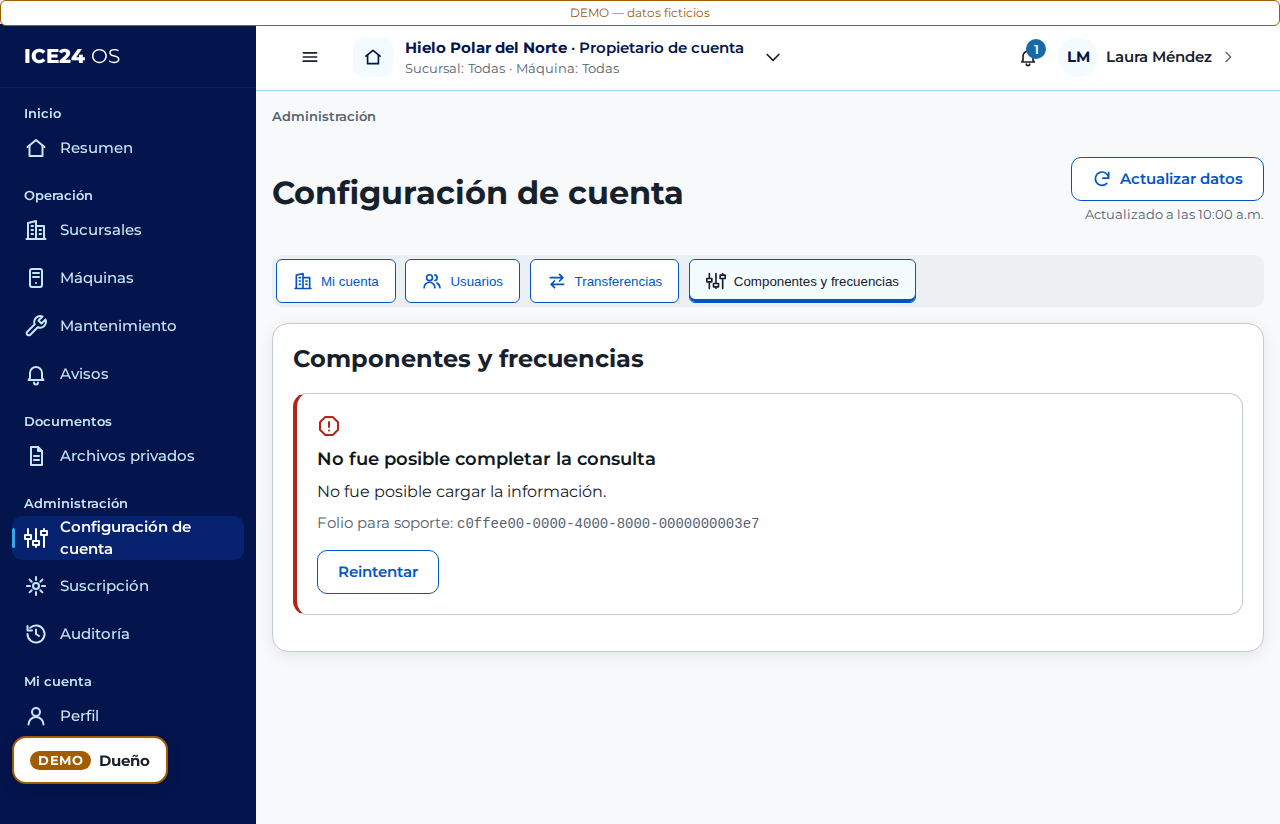 DEMO — datos ficticios
ICE24 OS
Hielo Polar del Norte · Propietario de cuenta
Sucursal: Todas · Máquina: Todas
1
LM
Laura Méndez
Inicio
Resumen
Operación
Sucursales
Máquinas
Mantenimiento
Avisos
Documentos
Archivos privados
Administración
Configuración de
cuenta
Suscripción
Auditoría
Mi cuenta
Perfil
DEMO Dueño
Administración
Configuración de cuenta
Actualizar datos
Actualizado a las 10:00 a.m.
Mi cuenta
Usuarios
Transferencias
Componentes y frecuencias
Componentes y frecuencias
No fue posible completar la consulta
No fue posible cargar la información.
Folio para soporte: c0ffee00-0000-4000-8000-0000000003e7
Reintentar